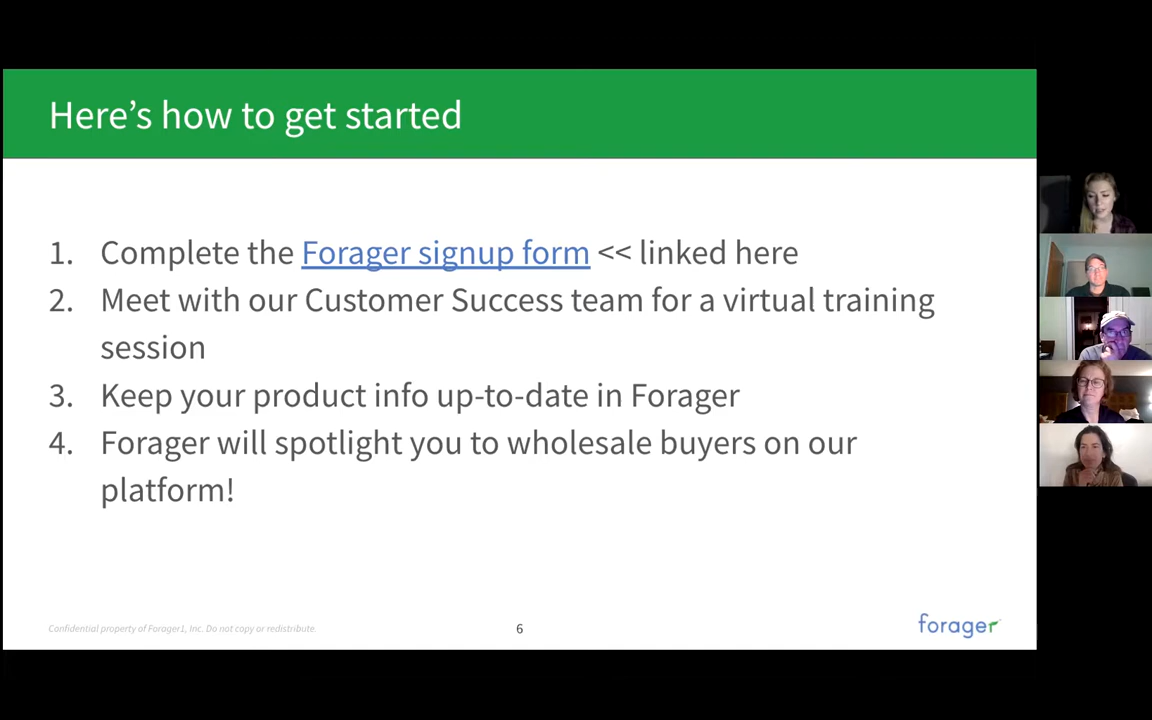 Here’s how to get started
1. Complete the Forager signup form << linked here
2. Meet with our Customer Success team for a virtual training
session
3. Keep your product info up-to-date in Forager
4. Forager will spotlight you to wholesale buyers on our
platform!
Confidential property of Forager1, Inc. Do not copy or redistribute.
6
forager